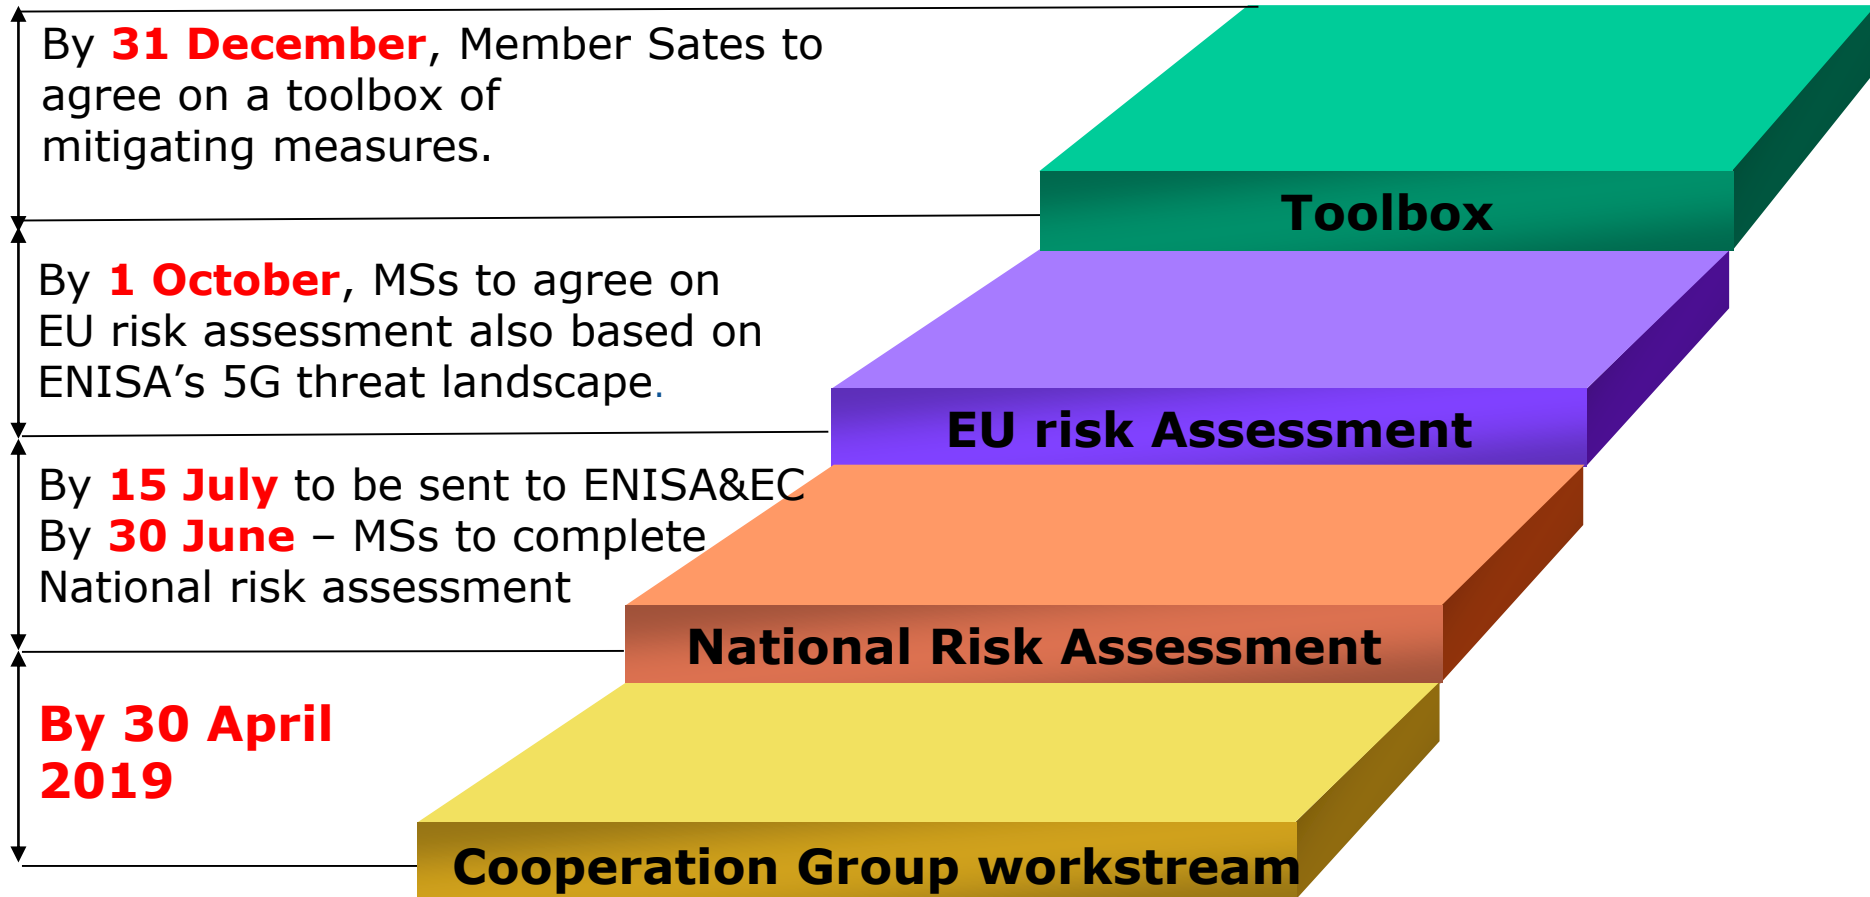 By 31 December, Member Sates to
agree on a toolbox of
mitigating measures.
Toolbox
By 1 October, MSs to agree on
EU risk assessment also based on
ENISA’s 5G threat landscape.
EU risk Assessment
By 15 July to be sent to ENISA&EC
By 30 June – MSs to complete
National risk assessment
National Risk Assessment
By 30 April
2019
Cooperation Group workstream